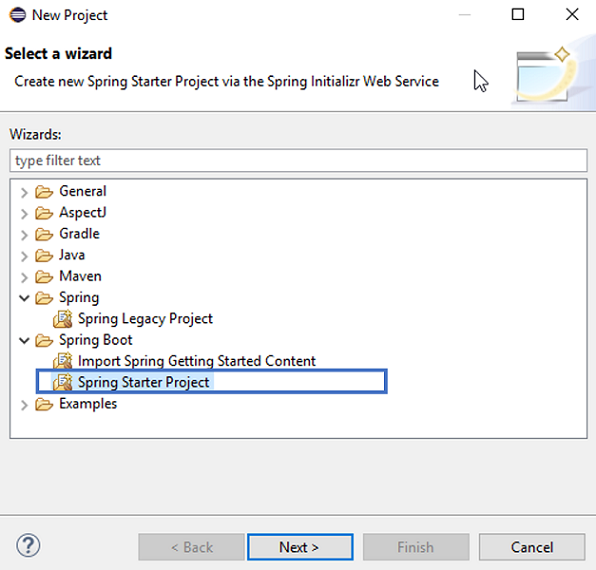 New Project
Select a wizard
Create new Spring Starter Project via the Spring Initializr Web Service
Wizards:
type filter text
General
AspectJ
Gradle
Java
Maven
Spring
Spring Legacy Project
Spring Boot
Import Spring Getting Started Content
Spring Starter Project
Examples
?
< Back Next > Finish Cancel